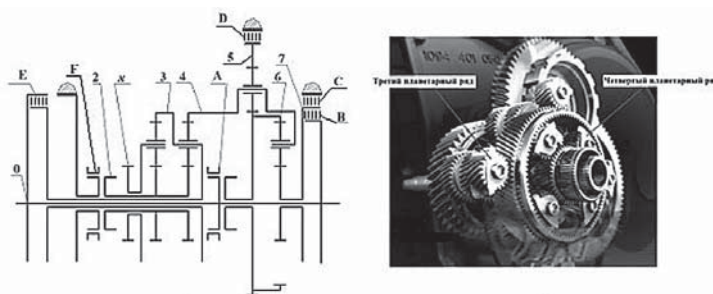 D
5
7
F
E
2
x
3
4
A
6
C
B
0
Третий планетарный ряд
Четвертый планетарный ря